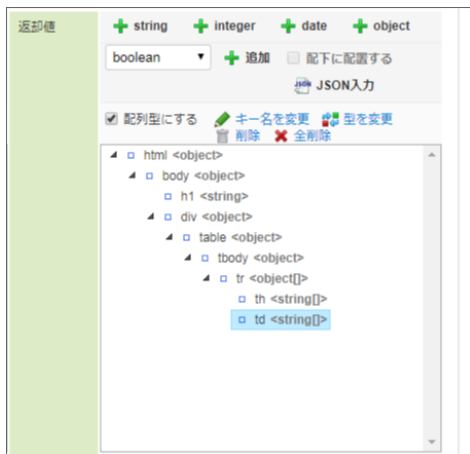 返却値
string integer date object
boolean 追加 配下に配置する
JSON JSON入力
配列型にする キー名を変更 型を変更
削除 全削除
html <object>
body <object>
h1 <string>
div <object>
table <object>
tbody <object>
tr <object[]>
th <string[]>
td <string[]>